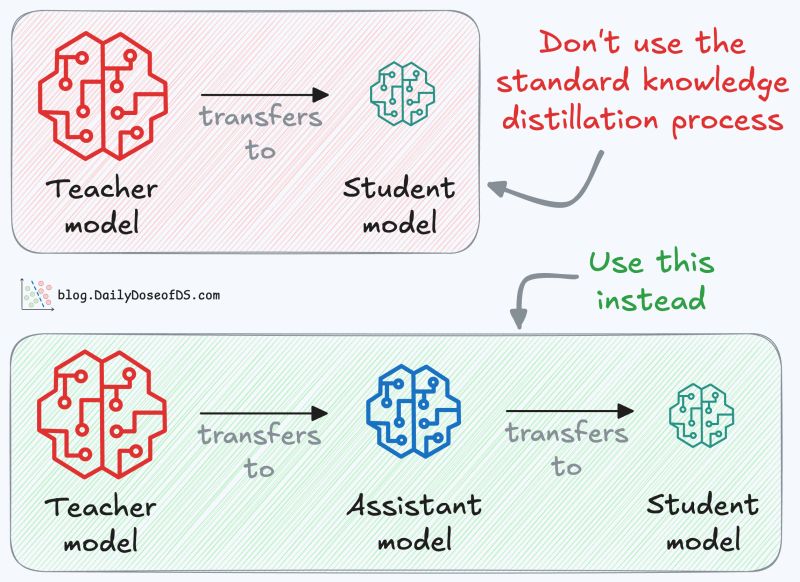 Don't use the
standard knowledge
distillation process
transfers
to
Teacher
model
Student
model
Use this
instead
blog.DailyDoseofDS.com
transfers
to
transfers
to
Teacher
model
Assistant
model
Student
model